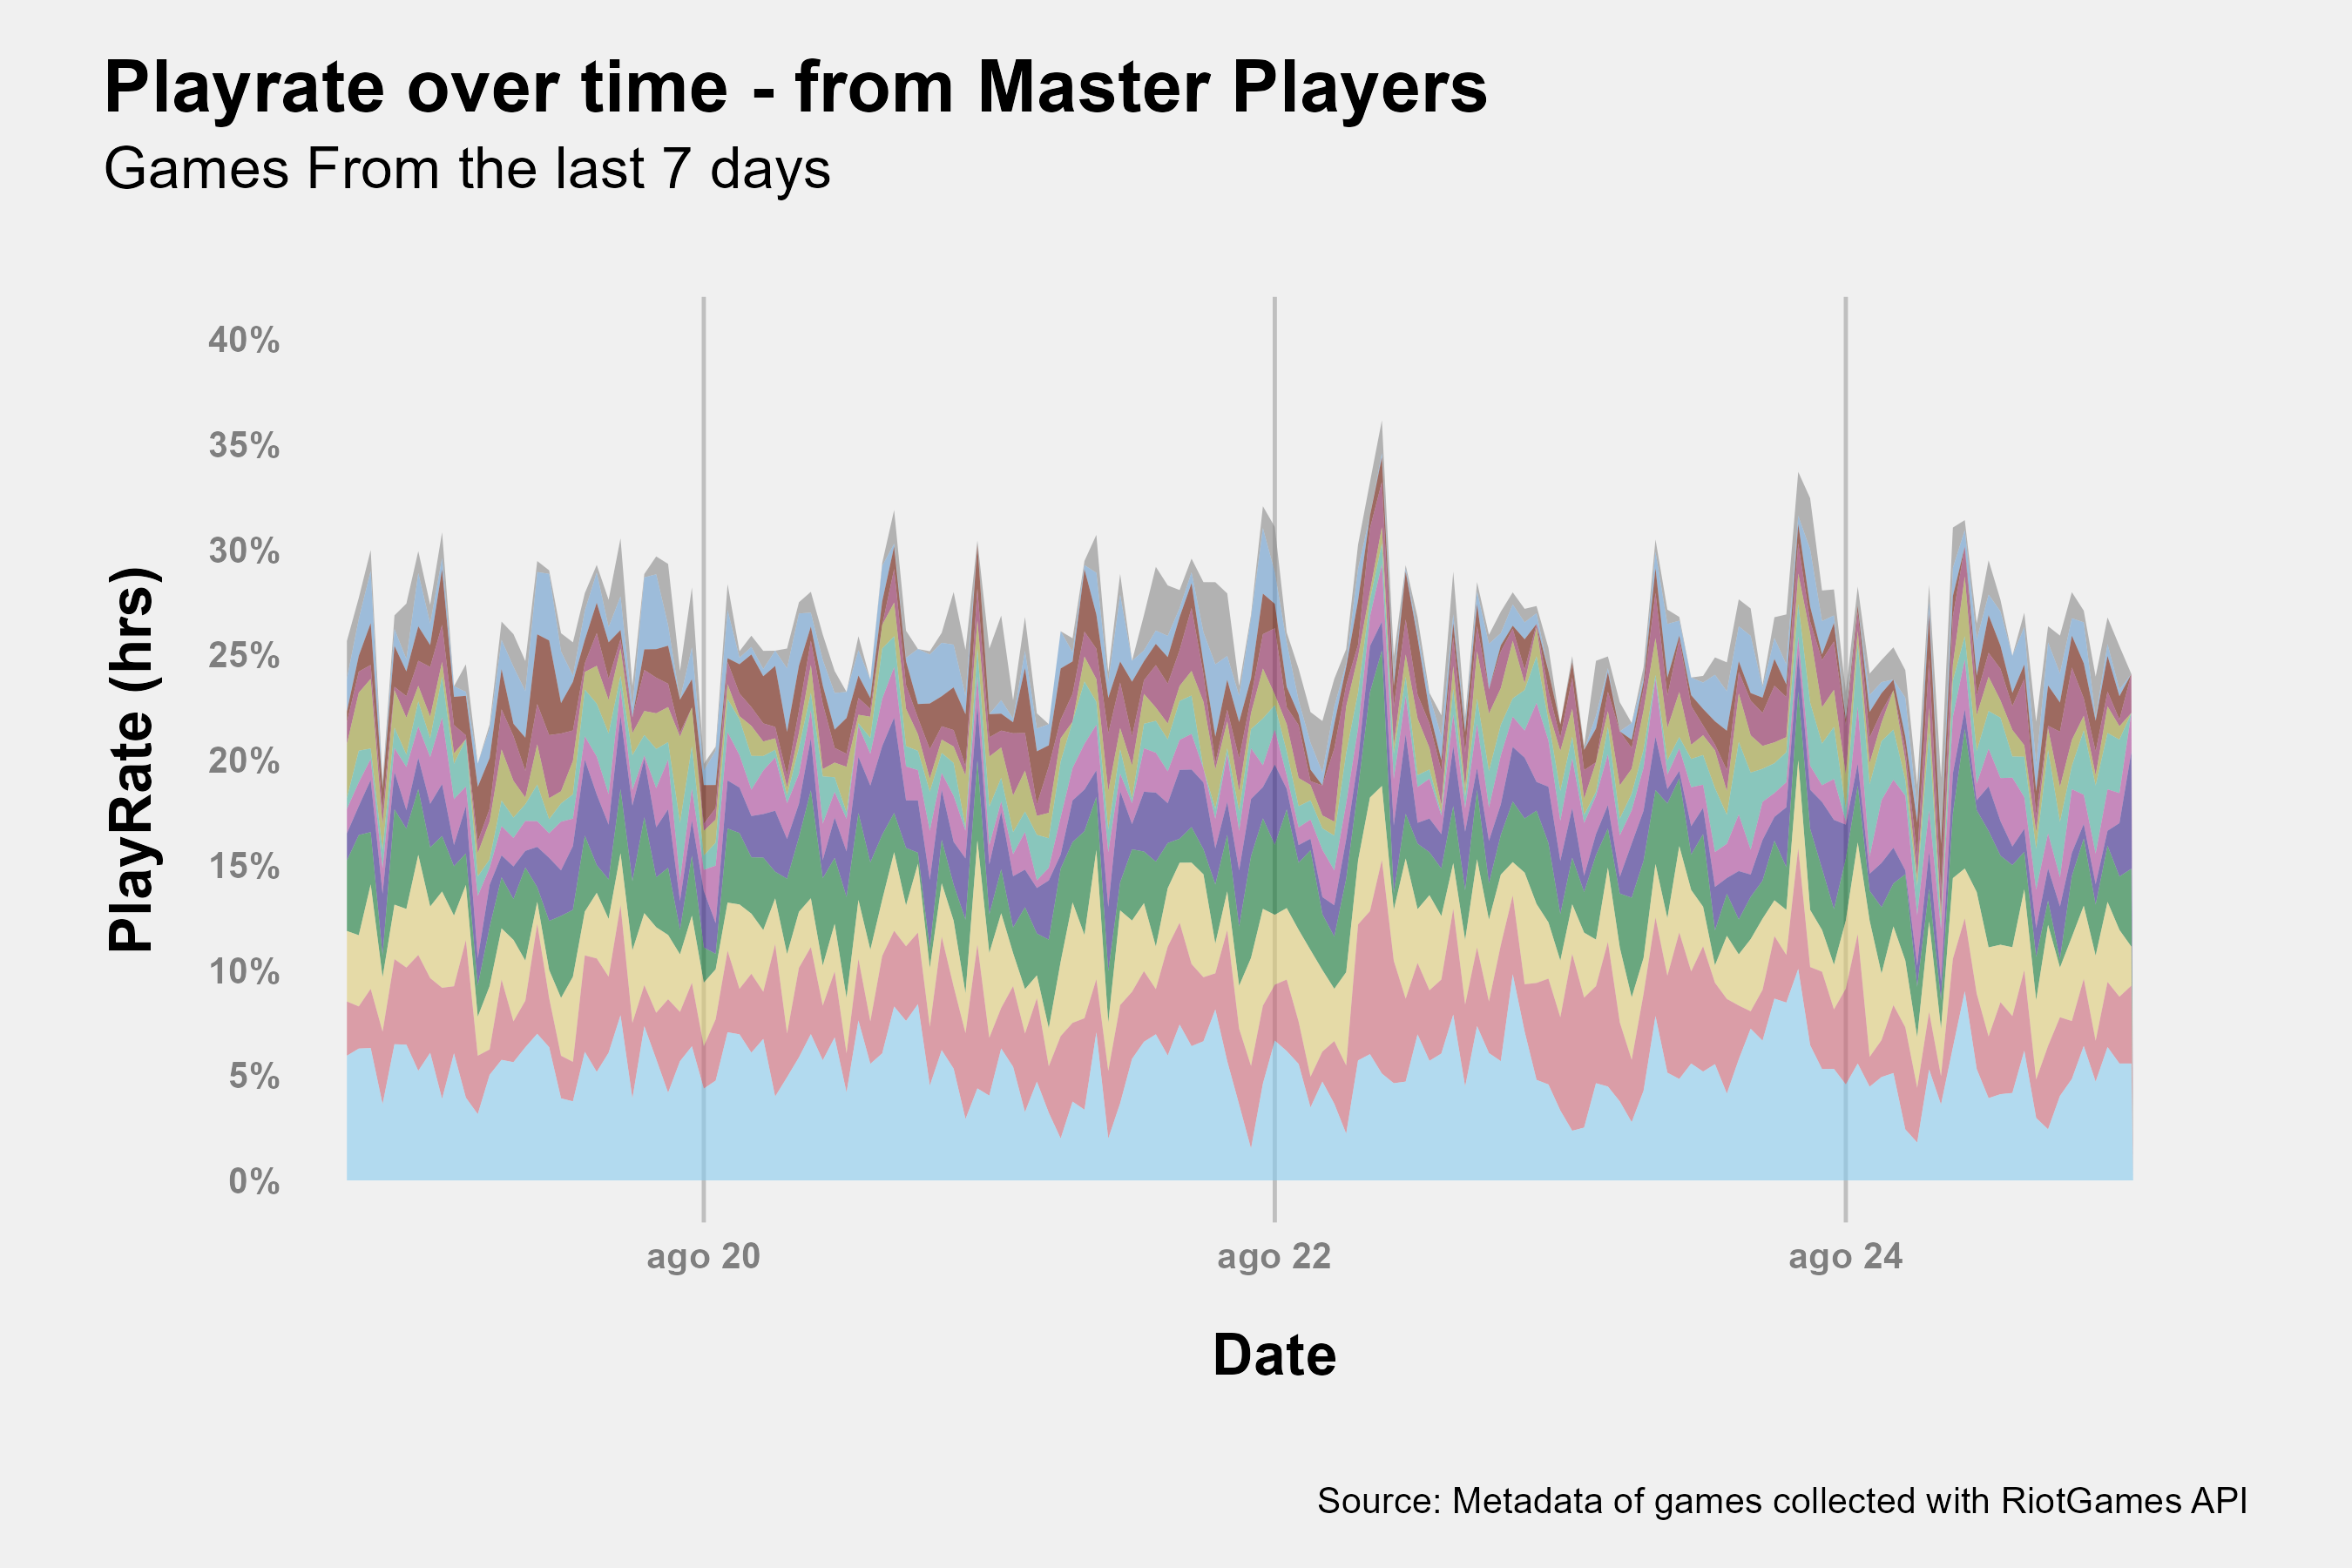 Playrate over time - from Master Players
Games From the last 7 days
PlayRate (hrs)
40%
35%
30%
25%
20%
15%
10%
5%
0%
ago 20
ago 22
ago 24
Date
Source: Metadata of games collected with RiotGames API